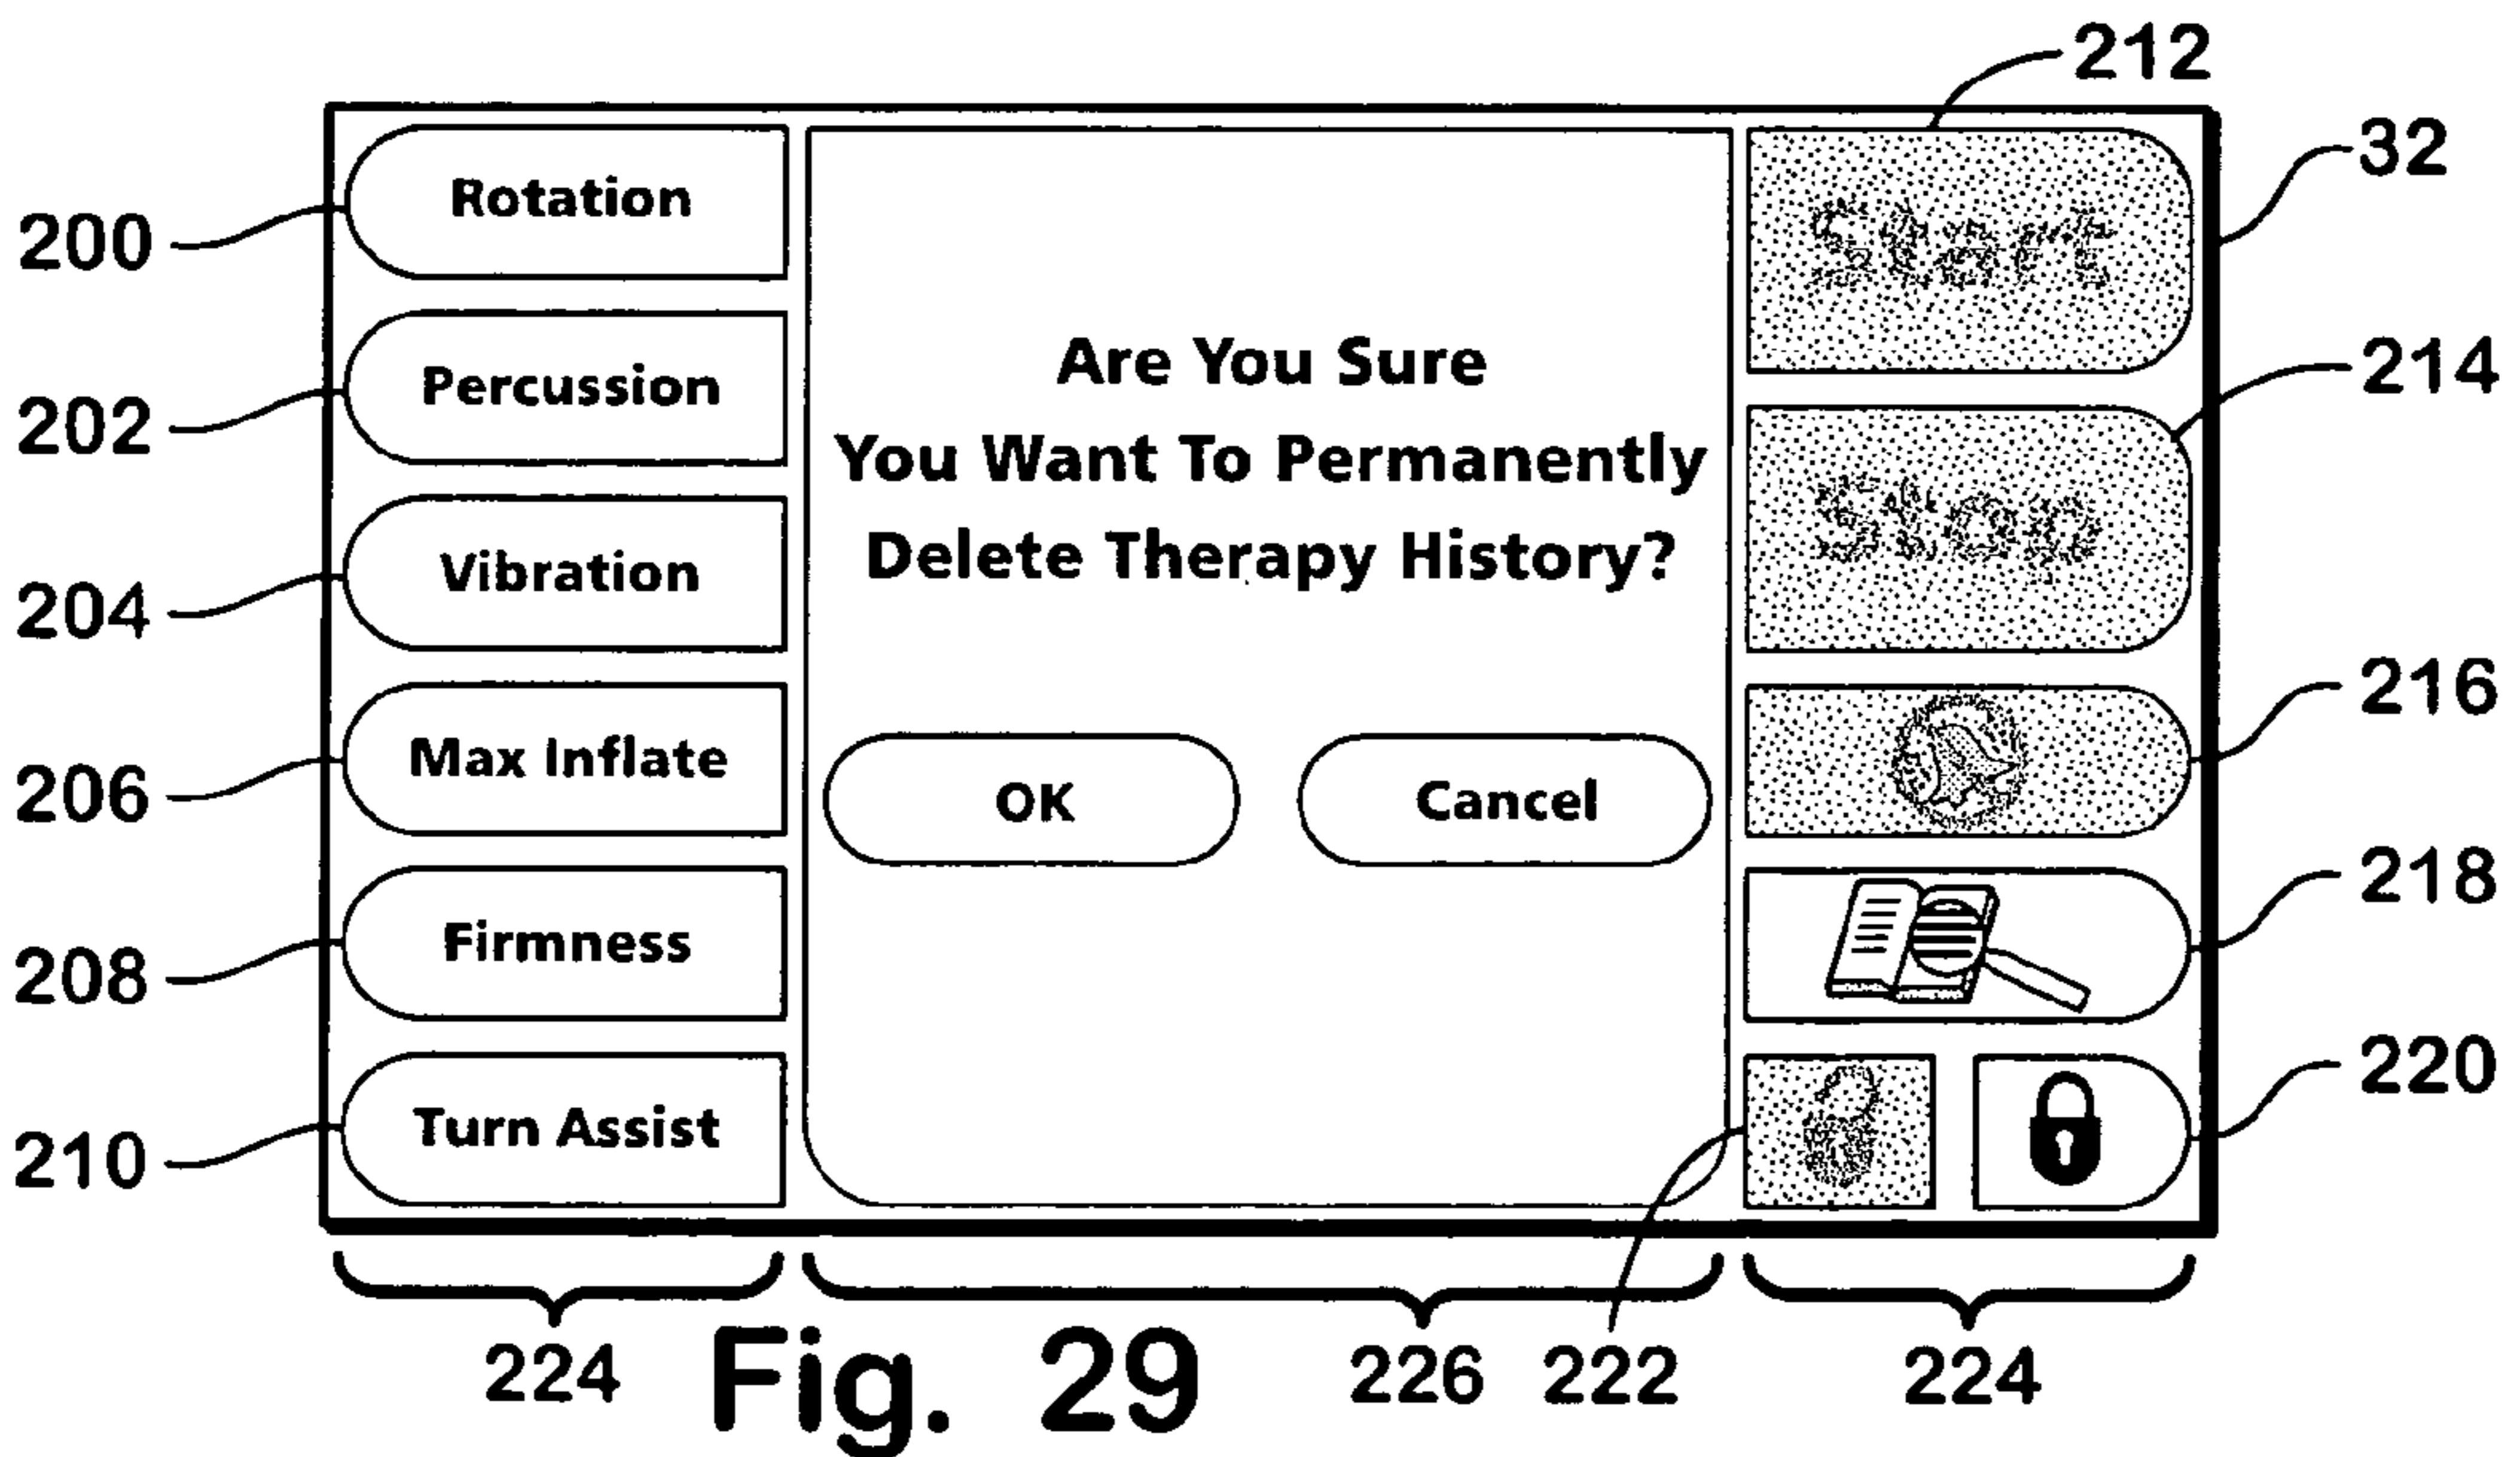 212
32
Rotation
200
Are You Sure
214
Percussion
202
You Want To Permanently
Start
Stop
Delete Therapy History?
Vibration
204
216
Max Inflate
206
OK
Cancel
218
Firmness
208
220
Turn Assist
210
224
226
222
224
Fig. 29